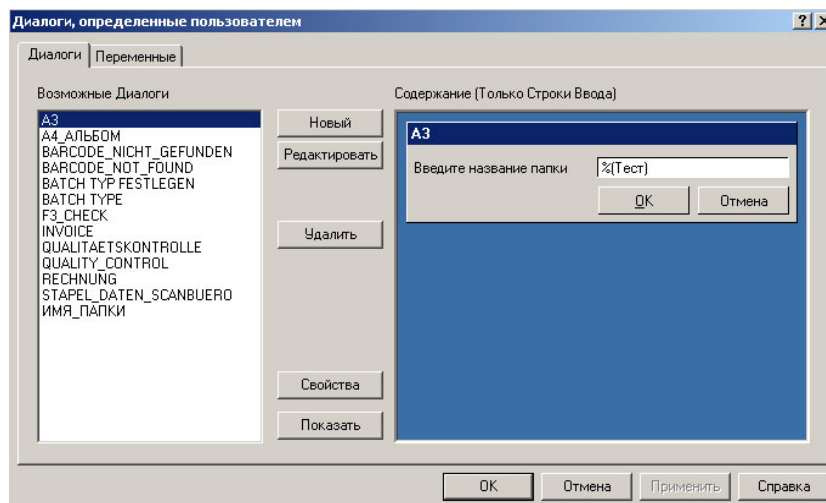 Диалоги, определенные пользователем
Диалоги Переменные
Возможные Диалоги
A3
A4_АЛЬБОМ
BARCODE_NICHT_GEFUNDEN
BARCODE_NOT_FOUND
BATCH TYP FESTLEGEN
BATCH TYPE
F3_CHECK
INVOICE
QUALITAETSKONTROLLE
QUALITY_CONTROL
RECHNUNG
STAPEL_DATEN_SCANBUERO
ИМЯ_ПАПКИ
Новый
Редактировать
Удалить
Свойства
Показать
Содержание (Только Строки Ввода)
A3
Введите название папки %(Тест)
OK Отмена
OK Отмена Применить Справка